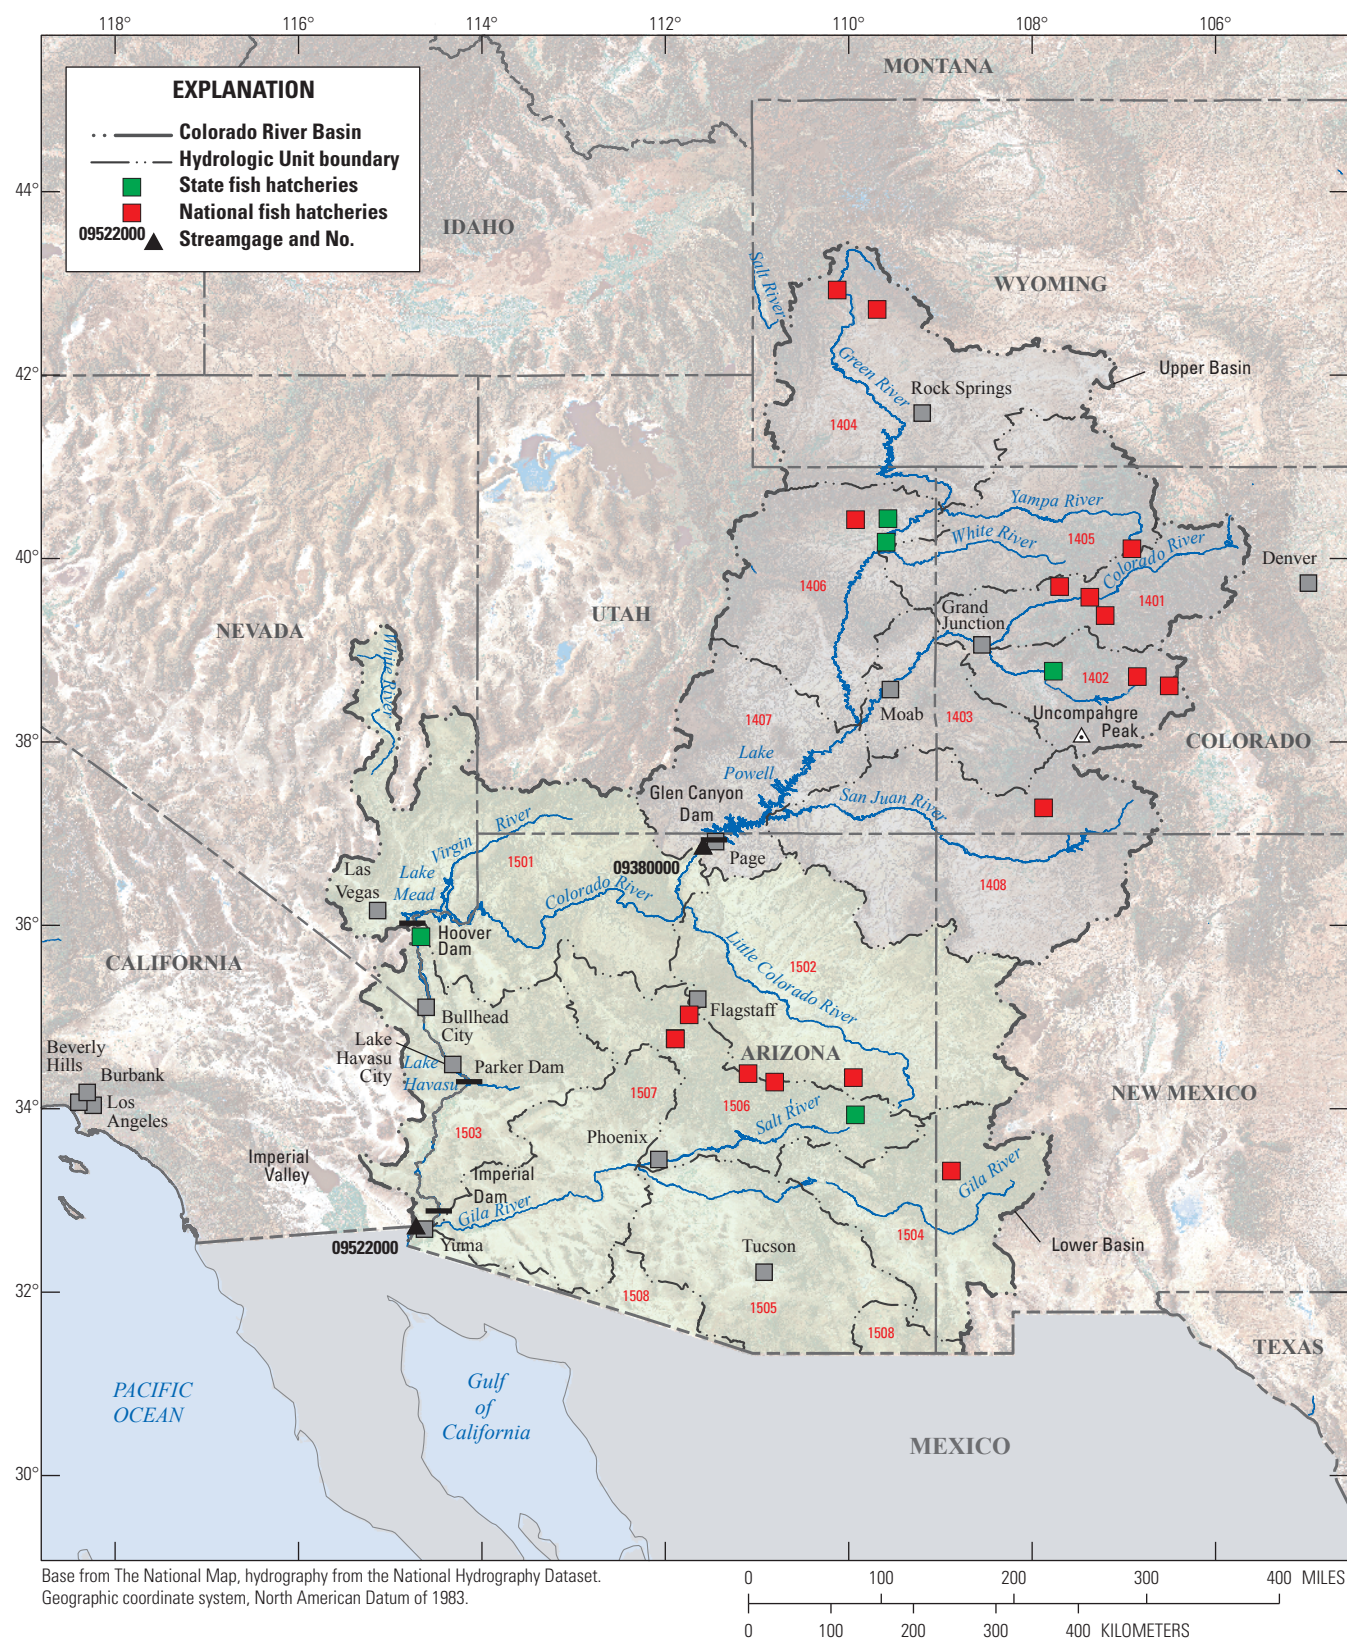 118°
116°
114°
112°
110°
108°
106°
EXPLANATION
Colorado River Basin
Hydrologic Unit boundary
State fish hatcheries
National fish hatcheries
09522000
Streamgage and No.
MONTANA
44°
IDAHO
Salt River
WYOMING
Green River
42°
Upper Basin
Rock Springs
1404
Yampa River
White River
1405
40°
Colorado River
Denver
1406
1401
UTAH
Grand
Junction
NEVADA
White River
1402
Moab
1403
Uncompahgre
Peak
1407
38°
COLORADO
Lake
Powell
Glen Canyon
Dam
San Juan River
Virgin River
1501
Page
09380000
Las
Vegas
Lake
Mead
1408
Colorado River
36°
Hoover
Dam
Little Colorado River
CALIFORNIA
1502
Flagstaff
Bullhead
City
Lake
Havasu
City
Beverly
Hills
Burbank
Lake
Havasu
Parker Dam
ARIZONA
Los
Angeles
34°
1507
1506
NEW MEXICO
Salt River
1503
Phoenix
Imperial
Valley
Imperial
Dam
Gila River
Gila River
09522000
Yuma
1504
Tucson
Lower Basin
32°
1508
1505
1508
TEXAS
PACIFIC
OCEAN
Gulf
of
California
MEXICO
30°
Base from The National Map, hydrography from the National Hydrography Dataset.
Geographic coordinate system, North American Datum of 1983.
0 100 200 300 400 MILES
0 100 200 300 400 KILOMETERS